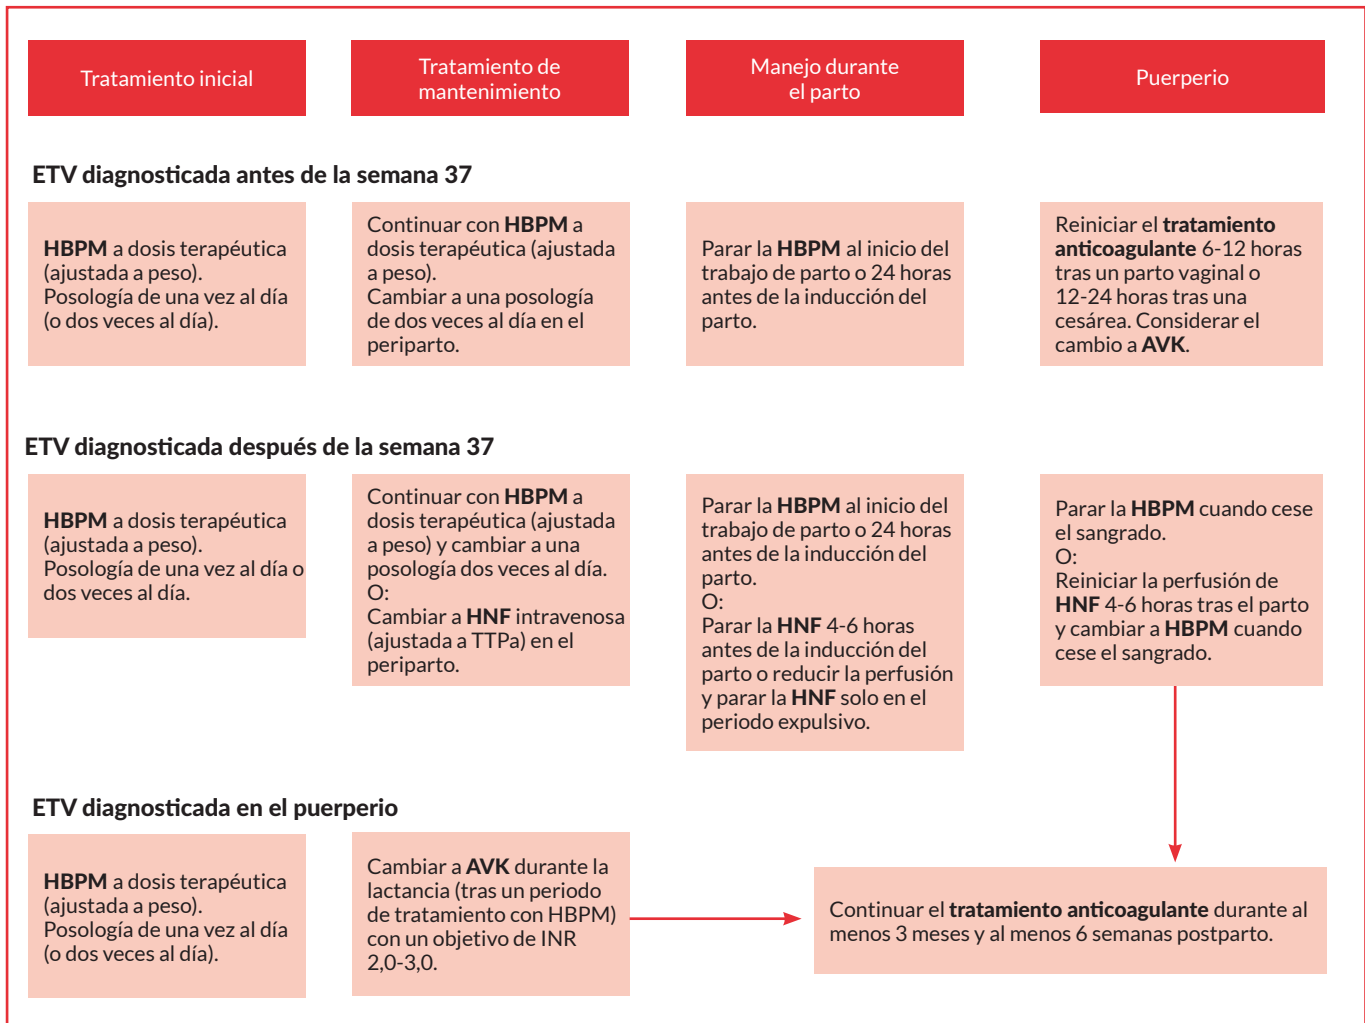 Tratamiento inicial
Tratamiento de
mantenimiento
Manejo durante
el parto
Puerperio
ETV diagnosticada antes de la semana 37
HBPM a dosis terapéutica
(ajustada a peso).
Posología de una vez al día
(o dos veces al día).
Continuar con HBPM a
dosis terapéutica (ajustada
a peso).
Cambiar a una posología
de dos veces al día en el
periparto.
Parar la HBPM al inicio del
trabajo de parto o 24 horas
antes de la inducción del
parto.
Reiniciar el tratamiento
anticoagulante 6-12 horas
tras un parto vaginal o
12-24 horas tras una
cesárea. Considerar el
cambio a AVK.
ETV diagnosticada después de la semana 37
HBPM a dosis terapéutica
(ajustada a peso).
Posología de una vez al día o
dos veces al día.
Continuar con HBPM a
dosis terapéutica (ajustada
a peso) y cambiar a una
posología dos veces al día.
O:
Cambiar a HNF intravenosa
(ajustada a TTPa) en el
periparto.
Parar la HBPM al inicio del
trabajo de parto o 24 horas
antes de la inducción del
parto.
O:
Parar la HNF 4-6 horas
antes de la inducción del
parto o reducir la perfusión
y parar la HNF solo en el
periodo expulsivo.
Parar la HBPM cuando cese
el sangrado.
O:
Reiniciar la perfusión de
HNF 4-6 horas tras el parto
y cambiar a HBPM cuando
cese el sangrado.
ETV diagnosticada en el puerperio
HBPM a dosis terapéutica
(ajustada a peso).
Posología de una vez al día
(o dos veces al día).
Cambiar a AVK durante la
lactancia (tras un periodo
de tratamiento con HBPM)
con un objetivo de INR
2,0-3,0.
Continuar el tratamiento anticoagulante durante al
menos 3 meses y al menos 6 semanas postparto.